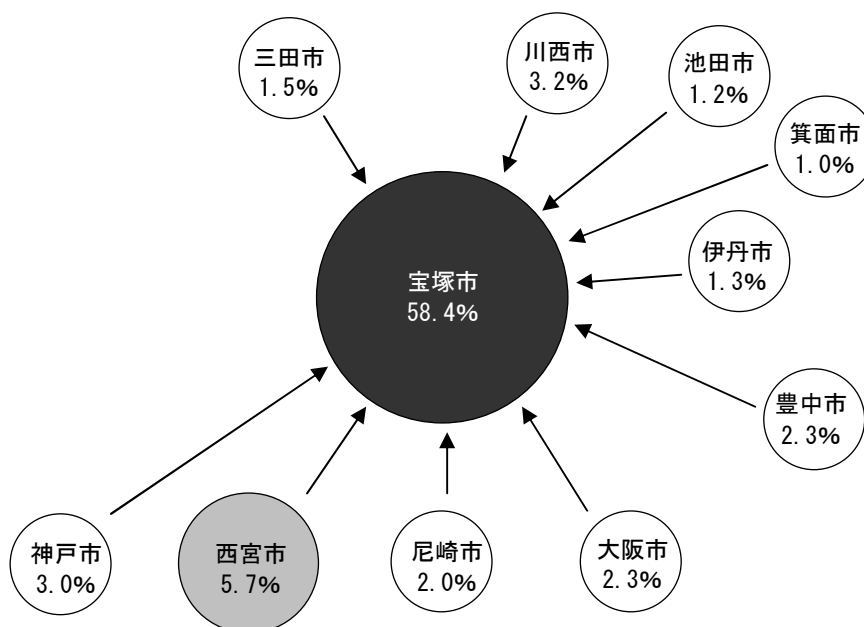 三田市
1.5%
川西市
3.2%
池田市
1.2%
箕面市
1.0%
伊丹市
1.3%
宝塚市
58.4%
豊中市
2.3%
神戸市
3.0%
西宮市
5.7%
尼崎市
2.0%
大阪市
2.3%